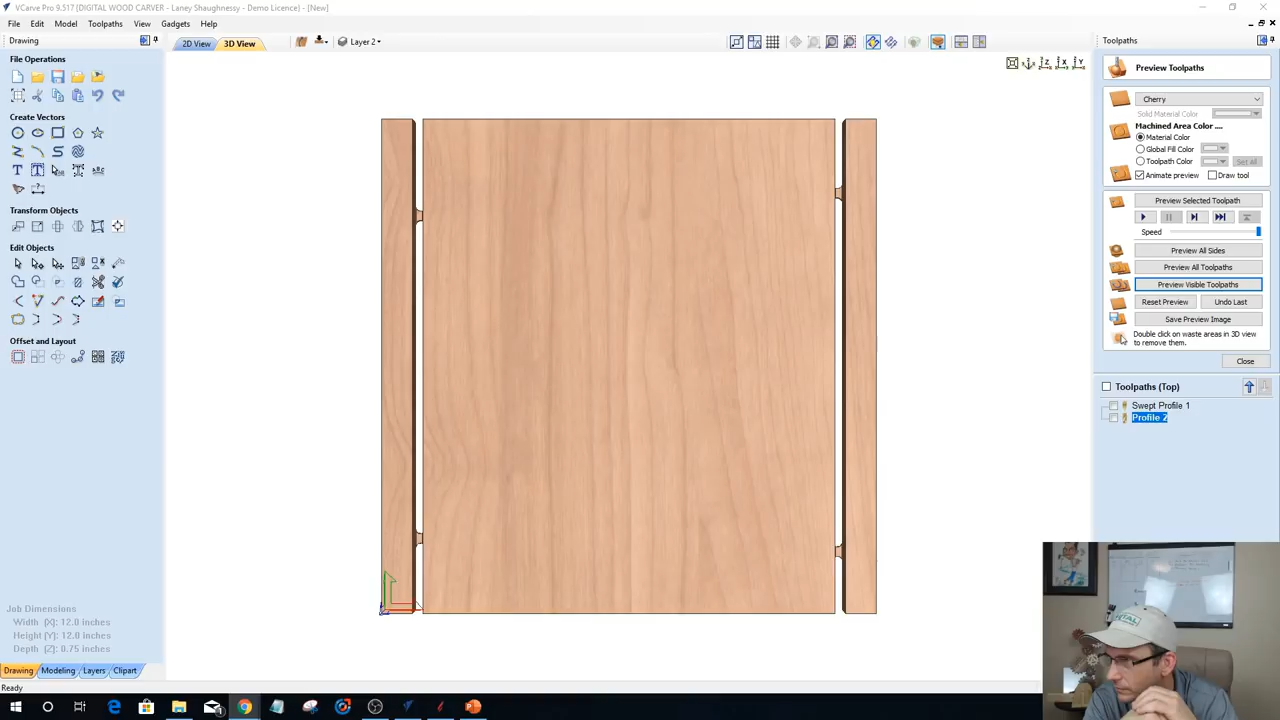 VCarve Pro 9.517 - {DIGITAL WOOD CARVER - Laney Shaughnessy - Demo Licence} - [New]
File Edit Model Toolpaths View Gadgets Help
Drawing
2D View 3D View Layer 2
Toolpaths
File Operations
Create Vectors
Transform Objects
Edit Objects
Offset and Layout
Job Dimensions
Width (X): 12.0 inches
Height (Y): 12.0 inches
Depth (Z): 0.75 inches
Drawing Modeling Layers Clipart
Ready
Preview Toolpaths
Cherry
Solid Material Color
Machined Area Color ....
Material Color
Global Fill Color
Toolpath Color Set All
Animate preview Draw tool
Preview Selected Toolpath
Speed
Preview All Sides
Preview All Toolpaths
Preview Visible Toolpaths
Reset Preview Undo Last
Save Preview Image
Double click on waste areas in 3D view
to remove them.
Close
Toolpaths (Top)
Swept Profile 1
Profile 2